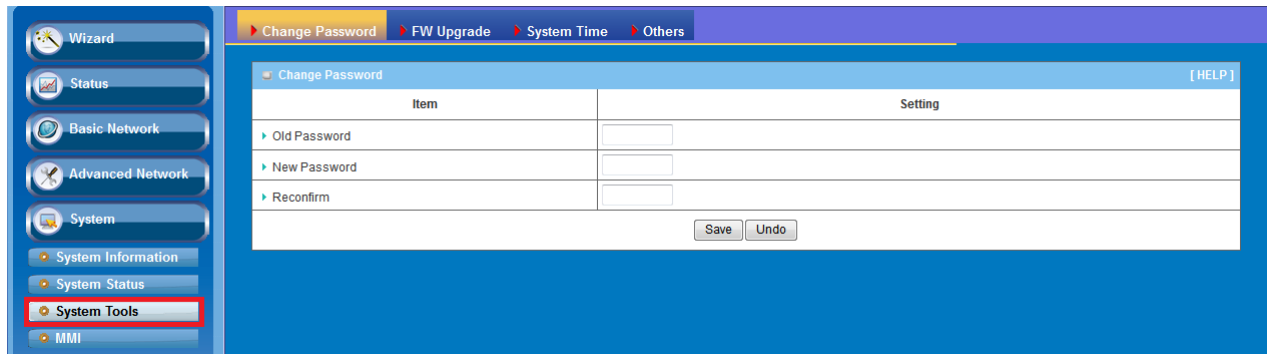 Wizard
Status
Basic Network
Advanced Network
System
System Information
System Status
System Tools
MMI
Change Password FW Upgrade System Time Others
Change Password [ HELP ]
Item Setting
Old Password
New Password
Reconfirm
Save Undo